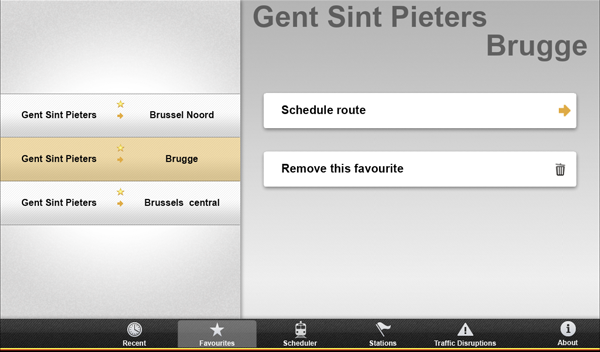 Gent Sint Pieters
Brugge
Gent Sint Pieters Brussel Noord
Gent Sint Pieters Brugge
Gent Sint Pieters Brussels central
Schedule route
Remove this favourite
Recent Favourites Scheduler Stations Traffic Disruptions About